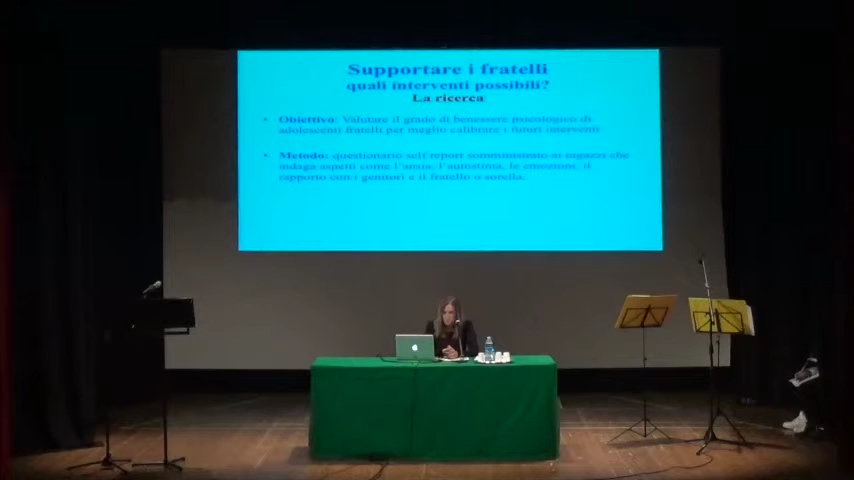 Supportare i fratelli
quali interventi possibili?
La ricerca
• Obiettivo: Valutare il grado di benessere psicologico di
adolescenti fratelli per meglio calibrare i futuri interventi
• Metodo: questionario self report somministrato ai ragazzi che
indaga aspetti come l'ansia, l'autostima, le emozioni, il
rapporto con i genitori e il fratello o sorella.